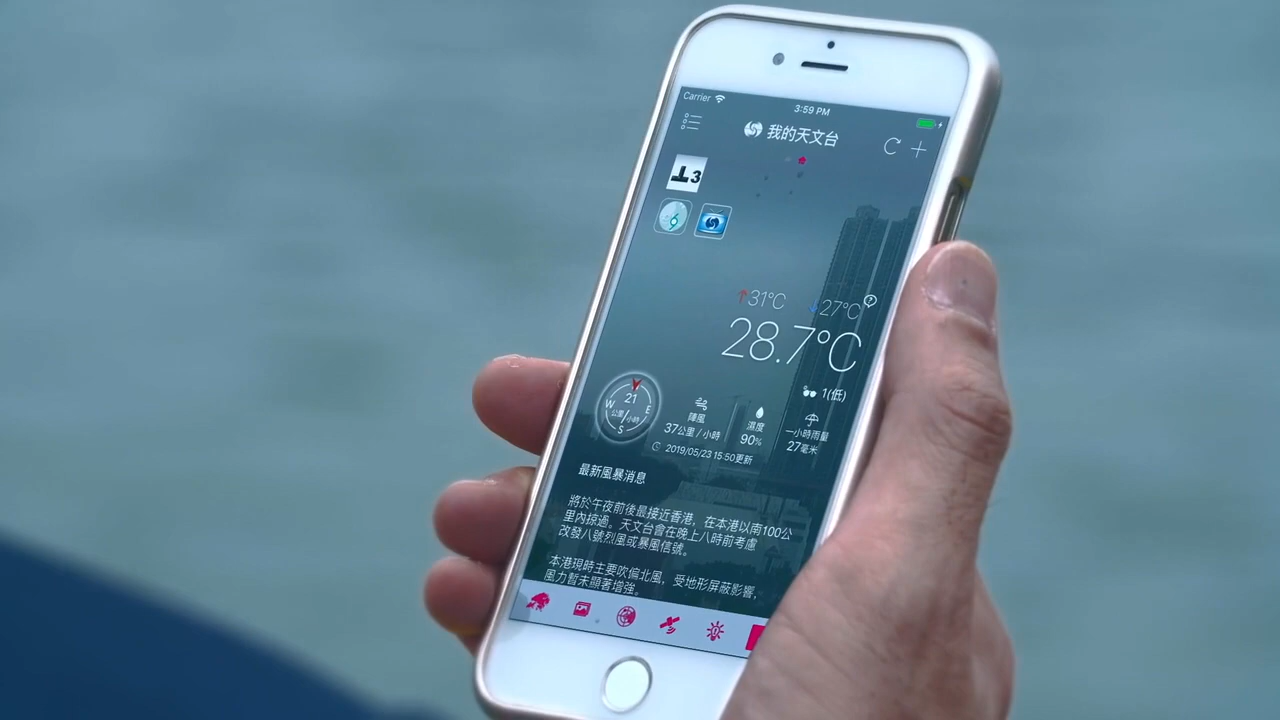 Carrier
3:59 PM
我的天文台
3
31°C
27°C
28.7°C
1(低)
21
公里/小時
W
E
S
陣風
37公里 / 小時
濕度
90%
一小時雨量
27毫米
2019/05/23 15:50更新
最新風暴消息
將於午夜前後最接近香港，在本港以南100公
里內掠過。天文台會在晚上八時前考慮
改發八號烈風或暴風信號。
本港現時主要吹偏北風，受地形屏蔽影響，
風力暫未顯著增強。